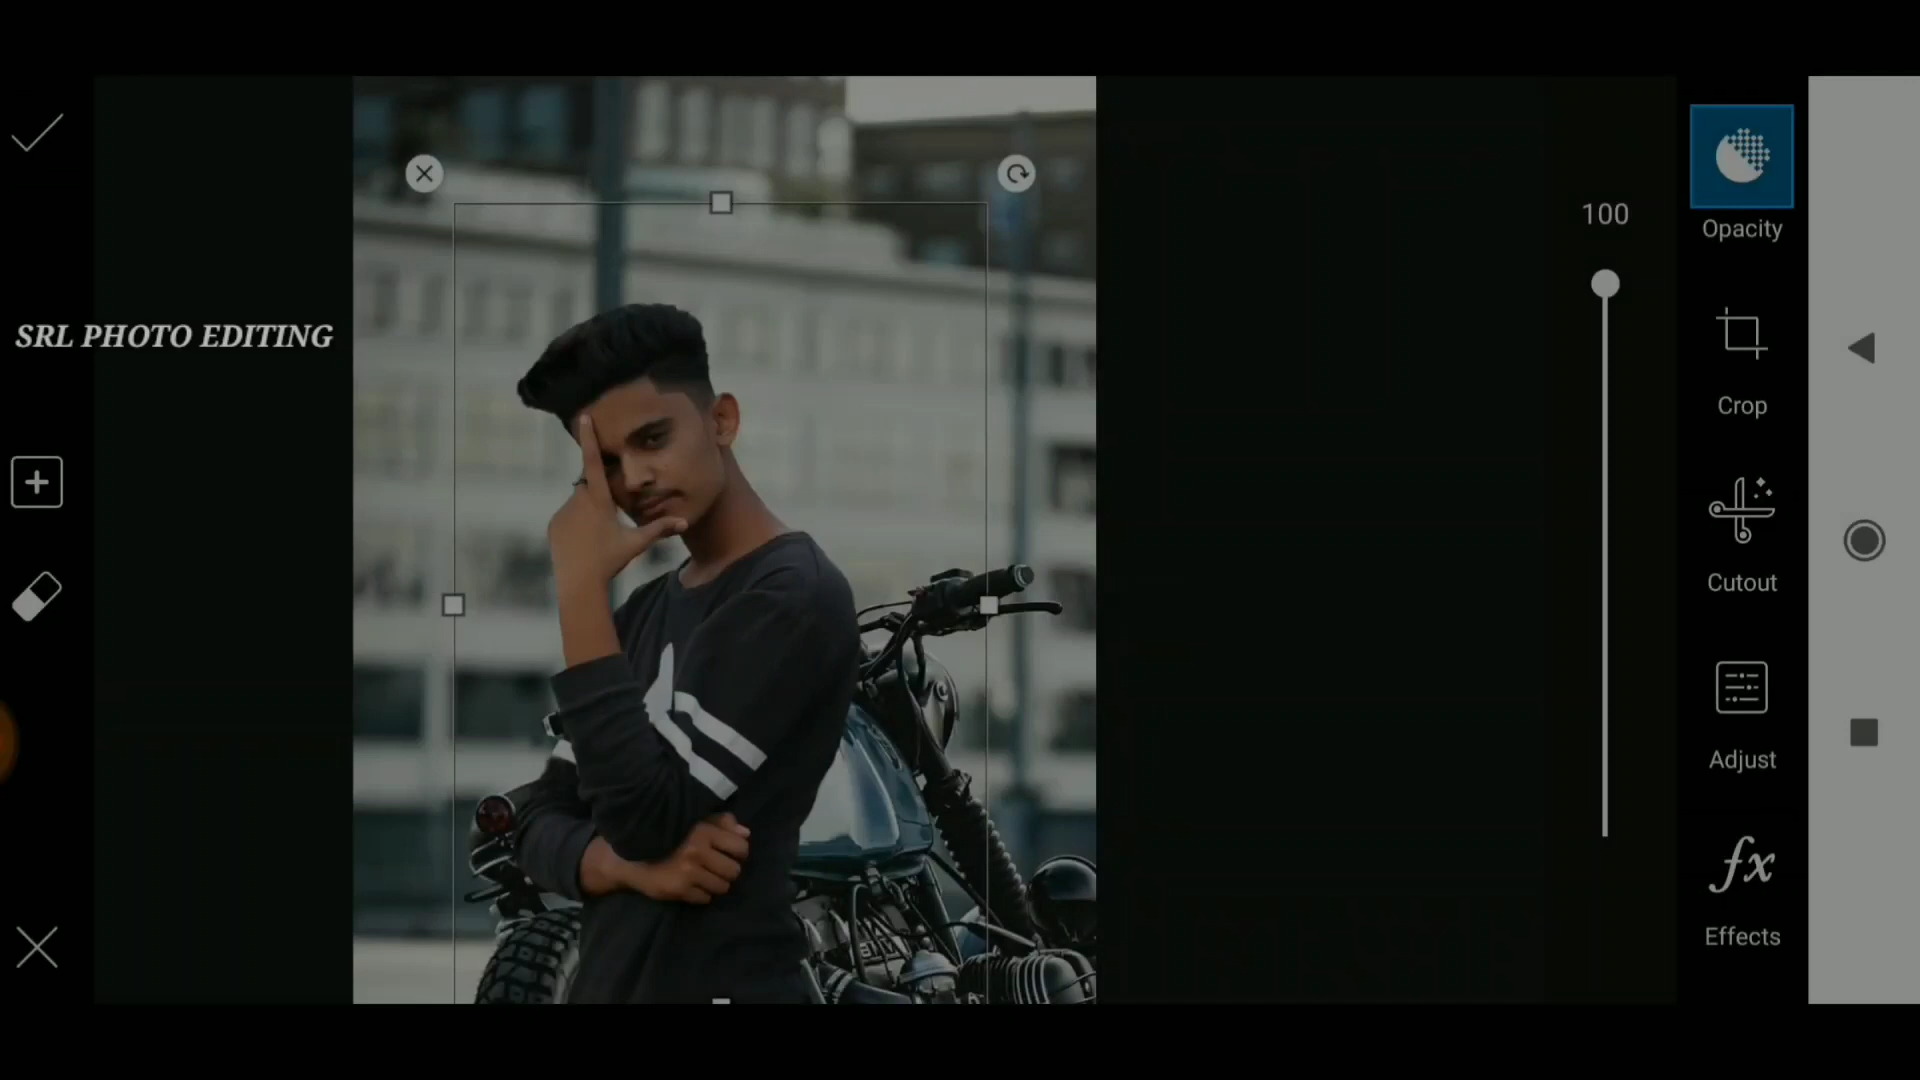 SRL PHOTO EDITING
100
Opacity
Crop
Cutout
Adjust
fx
Effects